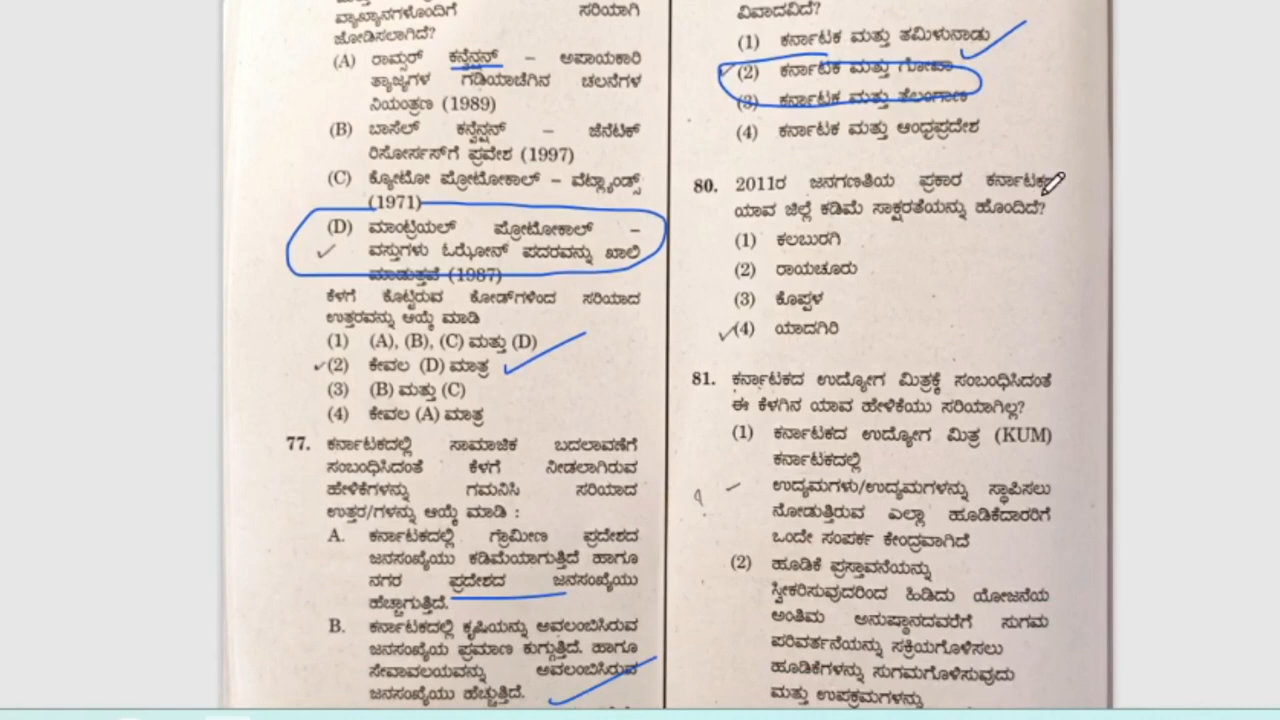 ವ್ಯಾಖ್ಯಾನಗಳೊಂದಿಗೆ ಸರಿಯಾಗಿ
ಜೋಡಿಸಲಾಗಿದೆ?
(A) ರಾಮ್ಸರ್ ಕನ್ವೆನ್ಷನ್ – ಅಪಾಯಕಾರಿ
ತ್ಯಾಜ್ಯಗಳ ಗಡಿಯಾಚೆಗಿನ ಚಲನೆಗಳ
ನಿಯಂತ್ರಣ (1989)
(B) ಬಾಸೆಲ್ ಕನ್ವೆನ್ಷನ್ – ಜೆನೆಟಿಕ್
ರಿಸೋರ್ಸಸ್‌ಗೆ ಪ್ರವೇಶ (1997)
(C) ಕ್ಯೋಟೋ ಪ್ರೋಟೋಕಾಲ್ – ವೆಟ್ಲ್ಯಾಂಡ್ಸ್
(1971)
(D) ಮಾಂಟ್ರಿಯಲ್ ಪ್ರೋಟೋಕಾಲ್ –
ವಸ್ತುಗಳು ಓಝೋನ್ ಪದರವನ್ನು ಖಾಲಿ
ಮಾಡುತ್ತವೆ (1987)
ಕೆಳಗೆ ಕೊಟ್ಟಿರುವ ಕೋಡ್‌ಗಳಿಂದ ಸರಿಯಾದ
ಉತ್ತರವನ್ನು ಆಯ್ಕೆ ಮಾಡಿ
(1) (A), (B), (C) ಮತ್ತು (D)
(2) ಕೇವಲ (D) ಮಾತ್ರ
(3) (B) ಮತ್ತು (C)
(4) ಕೇವಲ (A) ಮಾತ್ರ
77. ಕರ್ನಾಟಕದಲ್ಲಿ ಸಾಮಾಜಿಕ ಬದಲಾವಣೆಗೆ
ಸಂಬಂಧಿಸಿದಂತೆ ಕೆಳಗೆ ನೀಡಲಾಗಿರುವ
ಹೇಳಿಕೆಗಳನ್ನು ಗಮನಿಸಿ ಸರಿಯಾದ
ಉತ್ತರ/ಗಳನ್ನು ಆಯ್ಕೆ ಮಾಡಿ :
A. ಕರ್ನಾಟಕದಲ್ಲಿ ಗ್ರಾಮೀಣ ಪ್ರದೇಶದ
ಜನಸಂಖ್ಯೆಯು ಕಡಿಮೆಯಾಗುತ್ತಿದೆ ಹಾಗೂ
ನಗರ ಪ್ರದೇಶದ ಜನಸಂಖ್ಯೆಯು
ಹೆಚ್ಚಾಗುತ್ತಿದೆ.
B. ಕರ್ನಾಟಕದಲ್ಲಿ ಕೃಷಿಯನ್ನು ಅವಲಂಬಿಸಿರುವ
ಜನಸಂಖ್ಯೆಯ ಪ್ರಮಾಣ ಕುಗ್ಗುತ್ತಿದೆ. ಹಾಗೂ
ಸೇವಾವಲಯವನ್ನು ಅವಲಂಬಿಸಿರುವ
ಜನಸಂಖ್ಯೆಯು ಹೆಚ್ಚುತ್ತಿದೆ.
ವಿವಾದವಿದೆ?
(1) ಕರ್ನಾಟಕ ಮತ್ತು ತಮಿಳುನಾಡು
(2) ಕರ್ನಾಟಕ ಮತ್ತು ಗೋವಾ
(3) ಕರ್ನಾಟಕ ಮತ್ತು ತೆಲಂಗಾಣ
(4) ಕರ್ನಾಟಕ ಮತ್ತು ಆಂಧ್ರಪ್ರದೇಶ
80. 2011ರ ಜನಗಣತಿಯ ಪ್ರಕಾರ ಕರ್ನಾಟಕ
ಯಾವ ಜಿಲ್ಲೆ ಕಡಿಮೆ ಸಾಕ್ಷರತೆಯನ್ನು ಹೊಂದಿದೆ?
(1) ಕಲಬುರಗಿ
(2) ರಾಯಚೂರು
(3) ಕೊಪ್ಪಳ
(4) ಯಾದಗಿರಿ
81. ಕರ್ನಾಟಕದ ಉದ್ಯೋಗ ಮಿತ್ರಕ್ಕೆ ಸಂಬಂಧಿಸಿದಂತೆ
ಈ ಕೆಳಗಿನ ಯಾವ ಹೇಳಿಕೆಯು ಸರಿಯಾಗಿಲ್ಲ?
(1) ಕರ್ನಾಟಕದ ಉದ್ಯೋಗ ಮಿತ್ರ (KUM)
ಕರ್ನಾಟಕದಲ್ಲಿ
ಉದ್ಯಮಗಳು/ಉದ್ಯಮಗಳನ್ನು ಸ್ಥಾಪಿಸಲು
ನೋಡುತ್ತಿರುವ ಎಲ್ಲಾ ಹೂಡಿಕೆದಾರರಿಗೆ
ಒಂದೇ ಸಂಪರ್ಕ ಕೇಂದ್ರವಾಗಿದೆ
(2) ಹೂಡಿಕೆ ಪ್ರಸ್ತಾವನೆಯನ್ನು
ಸ್ವೀಕರಿಸುವುದರಿಂದ ಹಿಡಿದು ಯೋಜನೆಯ
ಅಂತಿಮ ಅನುಷ್ಠಾನದವರೆಗೆ ಸುಗಮ
ಪರಿವರ್ತನೆಯನ್ನು ಸಕ್ರಿಯಗೊಳಿಸಲು
ಹೂಡಿಕೆಗಳನ್ನು ಸುಗಮಗೊಳಿಸುವುದು
ಮತ್ತು ಉಪಕ್ರಮಗಳನ್ನು